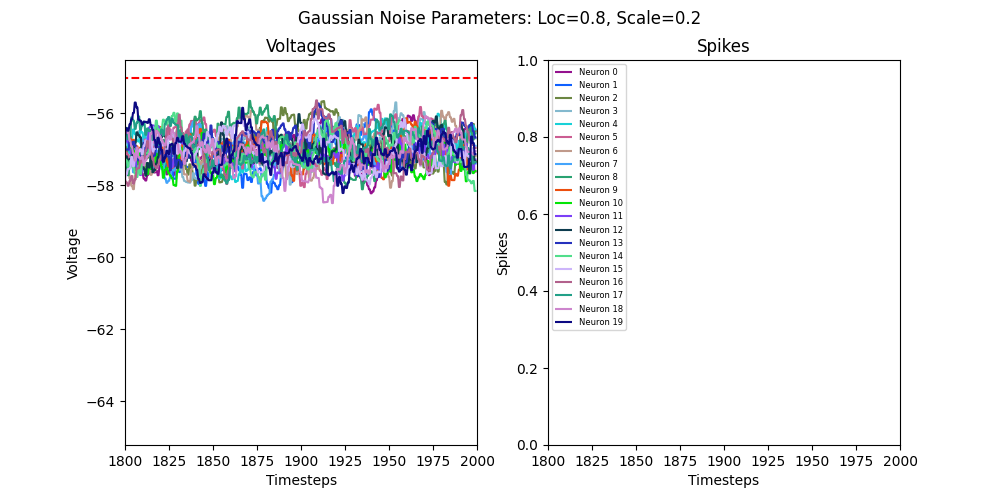 Gaussian Noise Parameters: Loc=0.8, Scale=0.2
Voltages
Voltage
−56
−58
−60
−62
−64
1800 1825 1850 1875 1900 1925 1950 1975 2000
Timesteps
Spikes
Spikes
1.0
0.8
0.6
0.4
0.2
0.0
Neuron 0
Neuron 1
Neuron 2
Neuron 3
Neuron 4
Neuron 5
Neuron 6
Neuron 7
Neuron 8
Neuron 9
Neuron 10
Neuron 11
Neuron 12
Neuron 13
Neuron 14
Neuron 15
Neuron 16
Neuron 17
Neuron 18
Neuron 19
1800 1825 1850 1875 1900 1925 1950 1975 2000
Timesteps